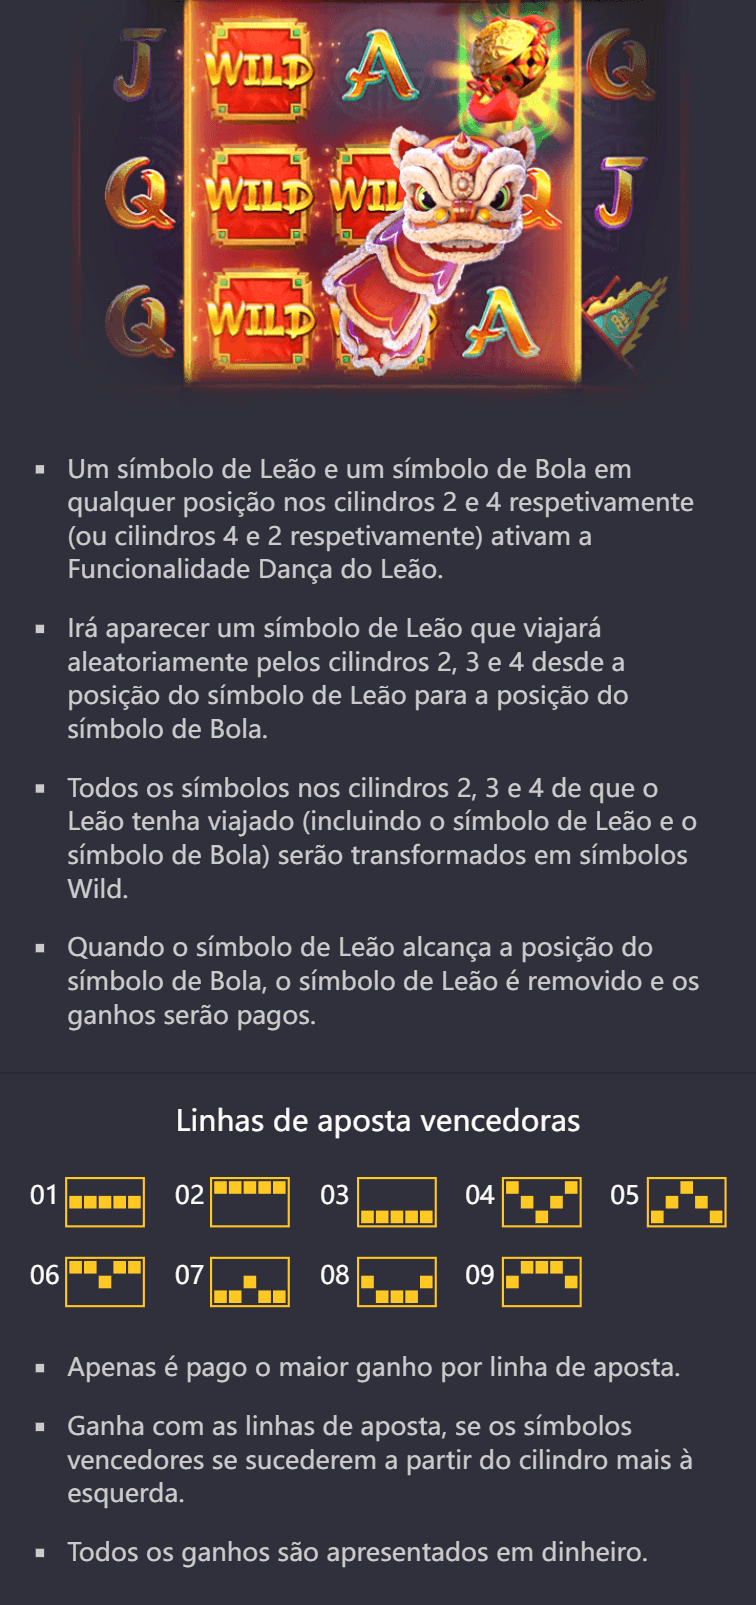 J WILD A Q
Q WILD WIL Q J
Q WILD A
Um símbolo de Leão e um símbolo de Bola em
qualquer posição nos cilindros 2 e 4 respetivamente
(ou cilindros 4 e 2 respetivamente) ativam a
Funcionalidade Dança do Leão.
Irá aparecer um símbolo de Leão que viajará
aleatoriamente pelos cilindros 2, 3 e 4 desde a
posição do símbolo de Leão para a posição do
símbolo de Bola.
Todos os símbolos nos cilindros 2, 3 e 4 de que o
Leão tenha viajado (incluindo o símbolo de Leão e o
símbolo de Bola) serão transformados em símbolos
Wild.
Quando o símbolo de Leão alcança a posição do
símbolo de Bola, o símbolo de Leão é removido e os
ganhos serão pagos.
Linhas de aposta vencedoras
01 02 03 04 05
06 07 08 09
Apenas é pago o maior ganho por linha de aposta.
Ganha com as linhas de aposta, se os símbolos
vencedores se sucederem a partir do cilindro mais à
esquerda.
Todos os ganhos são apresentados em dinheiro.